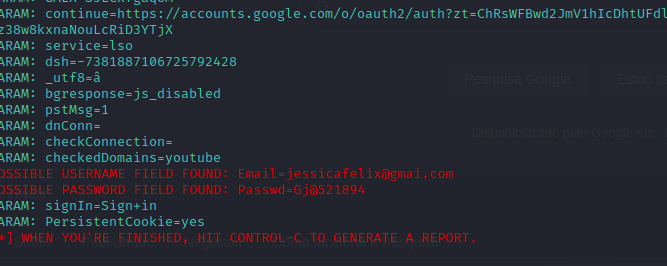 ARAM: continue=https://accounts.google.com/o/oauth2/auth?zt=ChRsWFBwd2JmV1hIcDhtUFdl
z38w8kxnaNouLcRiD3YTjX
ARAM: service=lso
ARAM: dsh=-7381887106725792428
ARAM: _utf8=â
ARAM: bgresponse=js_disabled
ARAM: pstMsg=1
ARAM: dnConn=
ARAM: checkConnection=
ARAM: checkedDomains=youtube
OSSIBLE USERNAME FIELD FOUND: Email=jessicafelix@gmai.com
OSSIBLE PASSWORD FIELD FOUND: Passwd=Gj@521894
ARAM: signIn=Sign+in
ARAM: PersistentCookie=yes
*] WHEN YOU'RE FINISHED, HIT CONTROL-C TO GENERATE A REPORT.
Pesquisa Google
Estou
Disponibilizado pelo Google em